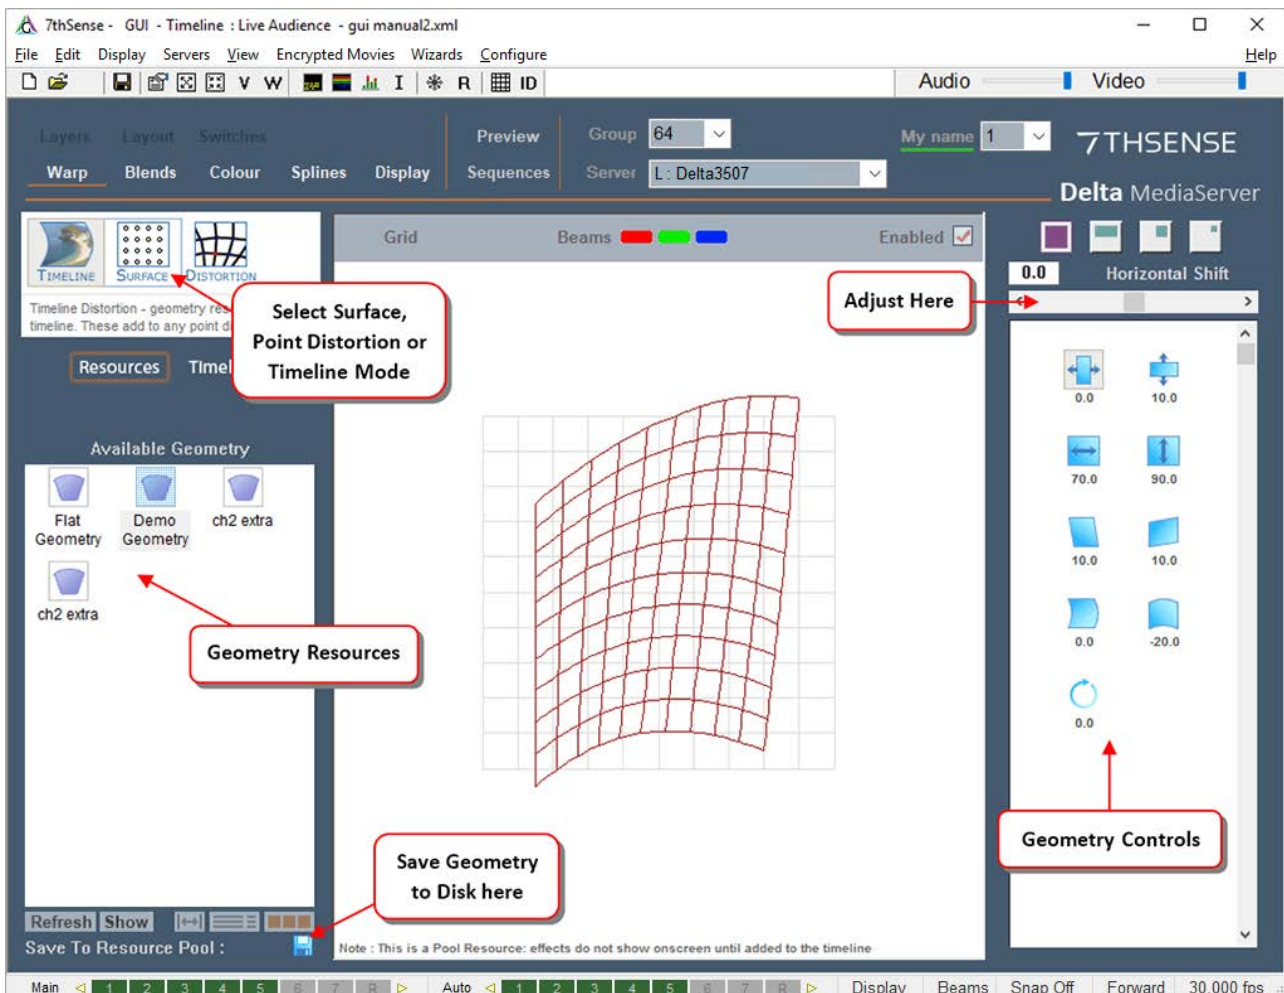 7thSense - GUI - Timeline : Live Audience - gui manual2.xml
File Edit Display Servers View Encrypted Movies Wizards Configure Help
V W I R ID Audio Video
Layers Layout Switches Preview Group 64 My name 1 7THSENSE
Warp Blends Colour Splines Display Sequences Server L : Delta3507
Delta MediaServer
TIMELINE SURFACE DISTORTION
Grid Beams Enabled
0.0 Horizontal Shift
Timeline Distortion - geometry
timeline. These add to any point
Select Surface,
Point Distortion or
Timeline Mode
Adjust Here
Resources
Available Geometry
Flat
Geometry
Demo
Geometry
ch2 extra
ch2 extra
Geometry Resources
0.0 10.0
70.0 90.0
10.0 10.0
0.0 -20.0
0.0
Geometry Controls
Save Geometry
to Disk here
Refresh Show
Save To Resource Pool :
Note : This is a Pool Resource: effects do not show onscreen until added to the timeline
Main 1 2 3 4 5 6 7 R Auto 1 2 3 4 5 6 7 R Display Beams Snap Off Forward 30.000 fps